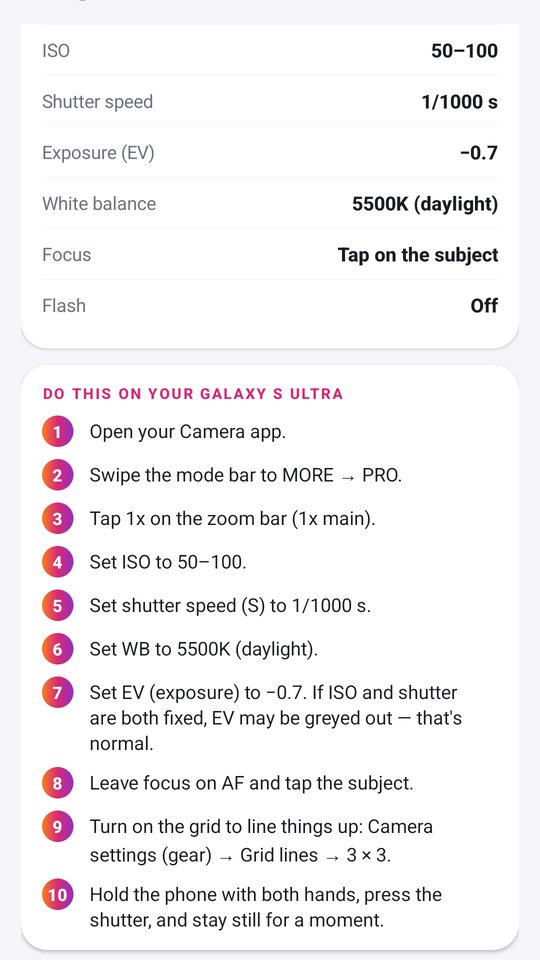 ISO 50–100
Shutter speed 1/1000 s
Exposure (EV) −0.7
White balance 5500K (daylight)
Focus Tap on the subject
Flash Off
DO THIS ON YOUR GALAXY S ULTRA
1 Open your Camera app.
2 Swipe the mode bar to MORE → PRO.
3 Tap 1x on the zoom bar (1x main).
4 Set ISO to 50–100.
5 Set shutter speed (S) to 1/1000 s.
6 Set WB to 5500K (daylight).
7 Set EV (exposure) to −0.7. If ISO and shutter
are both fixed, EV may be greyed out — that's
normal.
8 Leave focus on AF and tap the subject.
9 Turn on the grid to line things up: Camera
settings (gear) → Grid lines → 3 × 3.
10 Hold the phone with both hands, press the
shutter, and stay still for a moment.